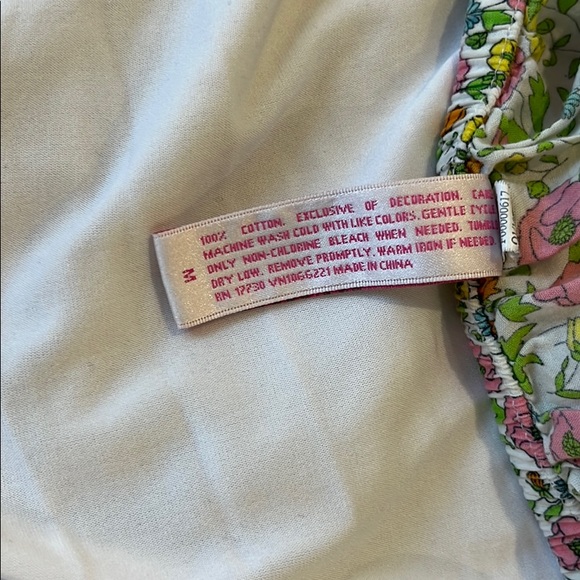 100% COTTON. EXCLUSIVE OF DECORATION.
MACHINE WASH COLD WITH LIKE COLORS. GENTLE
ONLY NON-CHLORINE BLEACH WHEN NEEDED.
DRY LOW. REMOVE PROMPTLY. WARM IRON IF NEEDED.
RN 17730 VN1066221 MADE IN CHINA
M